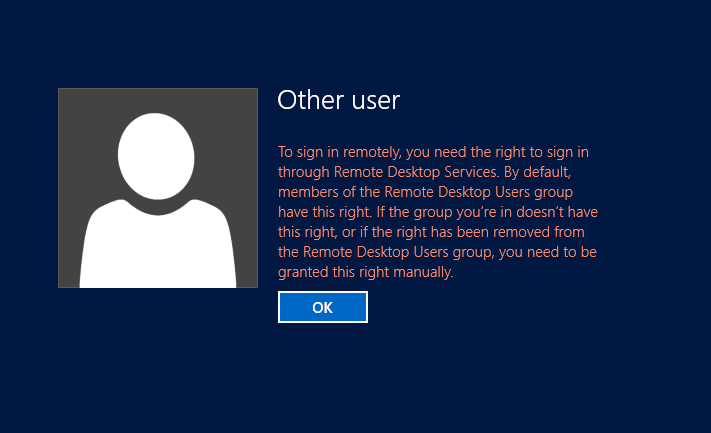 Other user
To sign in remotely, you need the right to sign in
through Remote Desktop Services. By default,
members of the Remote Desktop Users group
have this right. If the group you’re in doesn’t have
this right, or if the right has been removed from
the Remote Desktop Users group, you need to be
granted this right manually.
OK